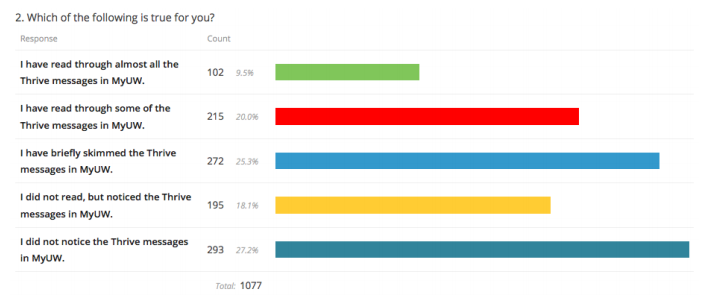 2. Which of the following is true for you?
Response Count
I have read through almost all the
Thrive messages in MyUW.
102 9.5%
I have read through some of the
Thrive messages in MyUW.
215 20.0%
I have briefly skimmed the Thrive
messages in MyUW.
272 25.3%
I did not read, but noticed the Thrive
messages in MyUW.
195 18.1%
I did not notice the Thrive messages
in MyUW.
293 27.2%
Total: 1077